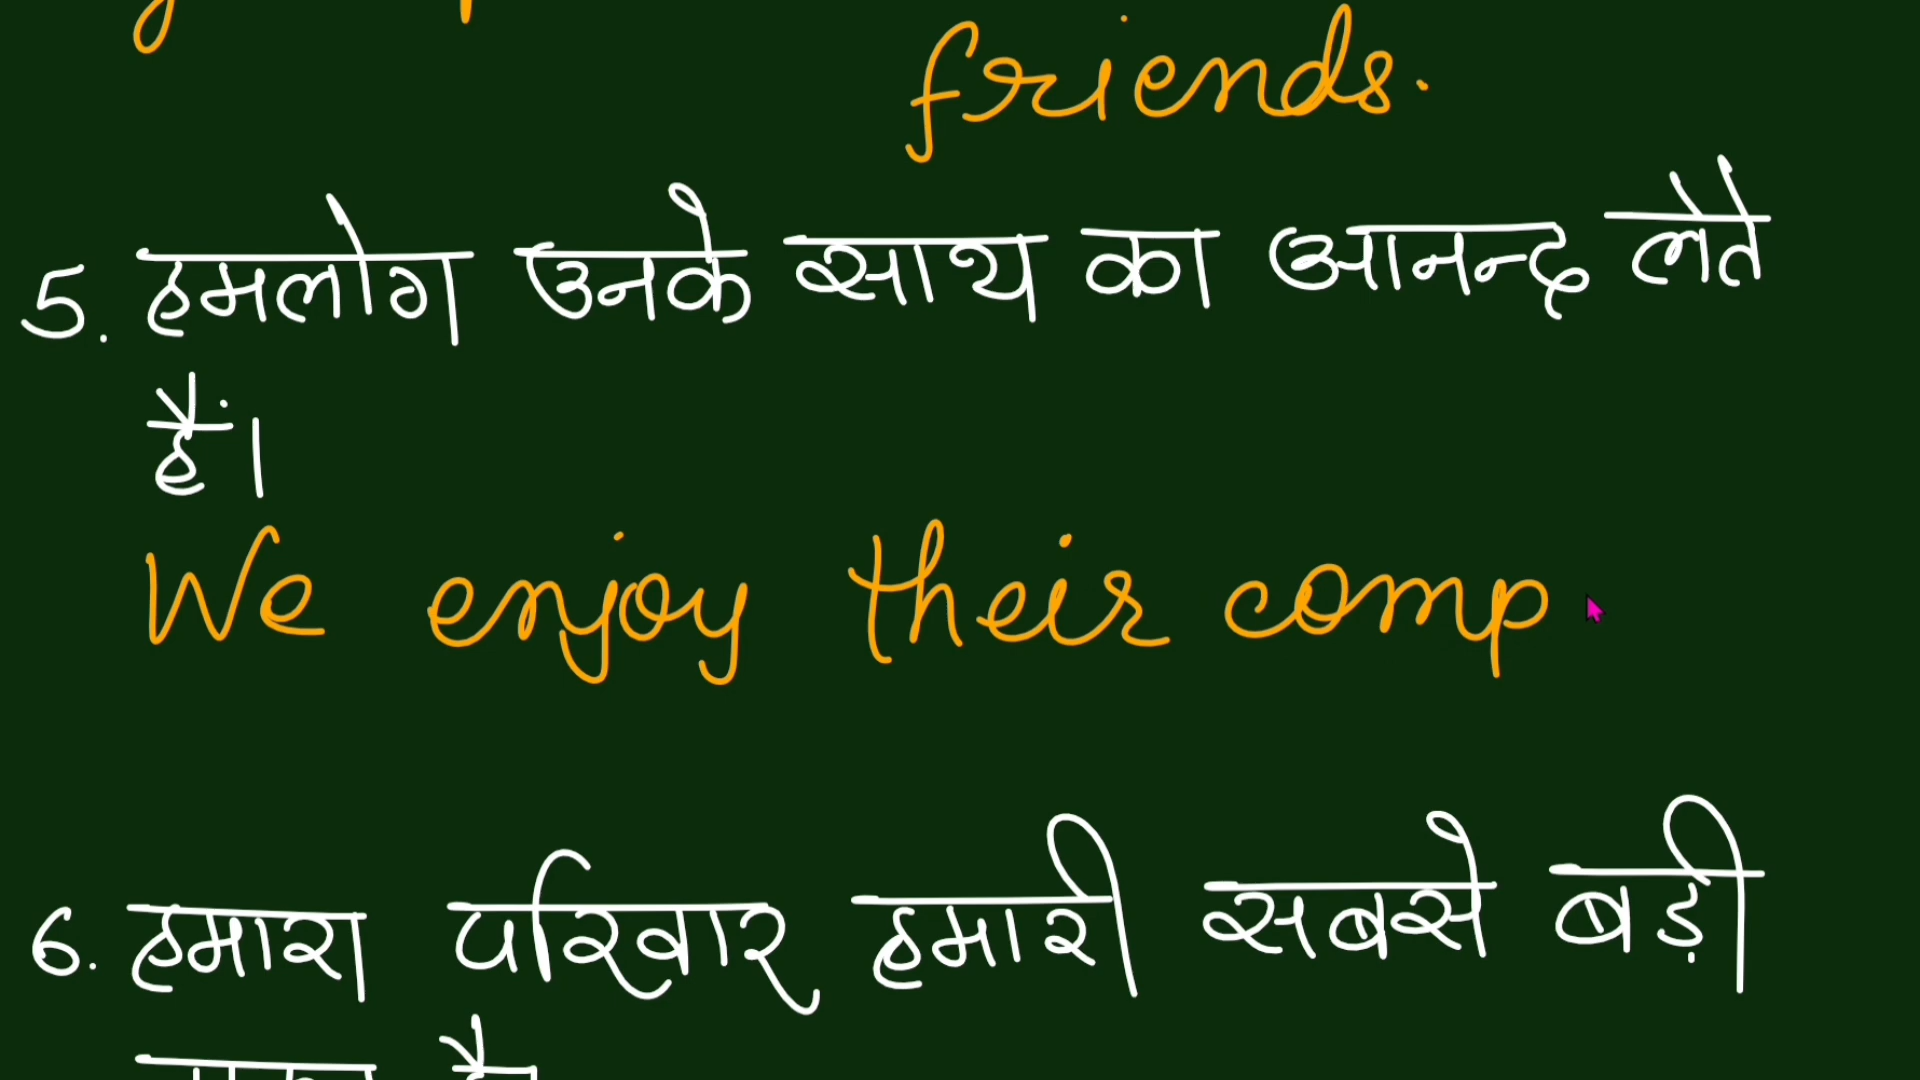 friends.
5. हमलोग उनके साथ का आनन्द लेते
हैं।
We enjoy their comp
6. हमारा परिवार हमारी सबसे बड़ी